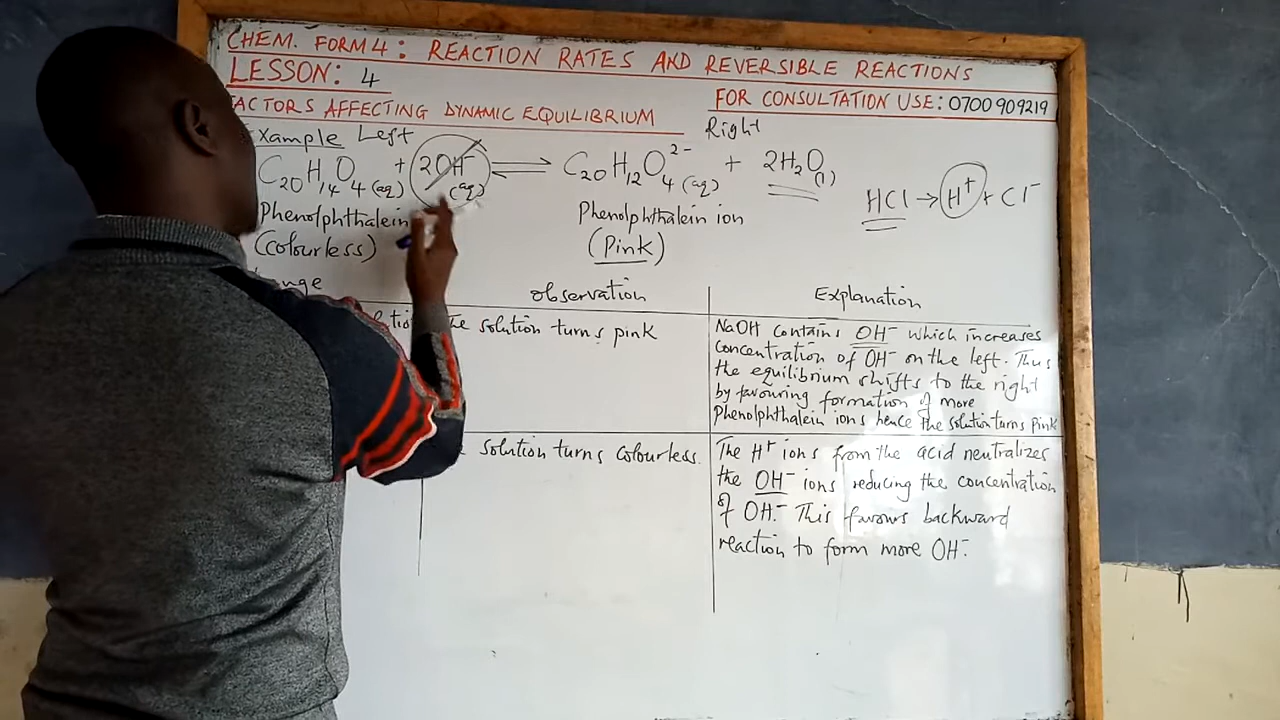 CHEM. FORM 4 : REACTION RATES AND REVERSIBLE REACTIONS
LESSON: 4
FACTORS AFFECTING DYNAMIC EQUILIBRIUM
FOR CONSULTATION USE: 0700 909219
Example Left
Right
C₂₀H₁₄O₄ (aq) + 2OH⁻ (aq) ⇌ C₂₀H₁₂O₄²⁻ (aq) + 2H₂O(l)
HCl → H⁺ + Cl⁻
Phenolphthalein
(Colourless)
Phenolphthalein ion
(Pink)
Observation
Explanation
The solution turns pink
NaOH contains OH⁻ which increases
concentration of OH⁻ on the left. Thus
the equilibrium shifts to the right
by favouring formation of more
Phenolphthalein ions hence the solution turns Pink
solution turns colourless.
The H⁺ ions from the acid neutralizes
the OH⁻ ions reducing the concentration
of OH⁻. This favours backward
reaction to form more OH⁻.